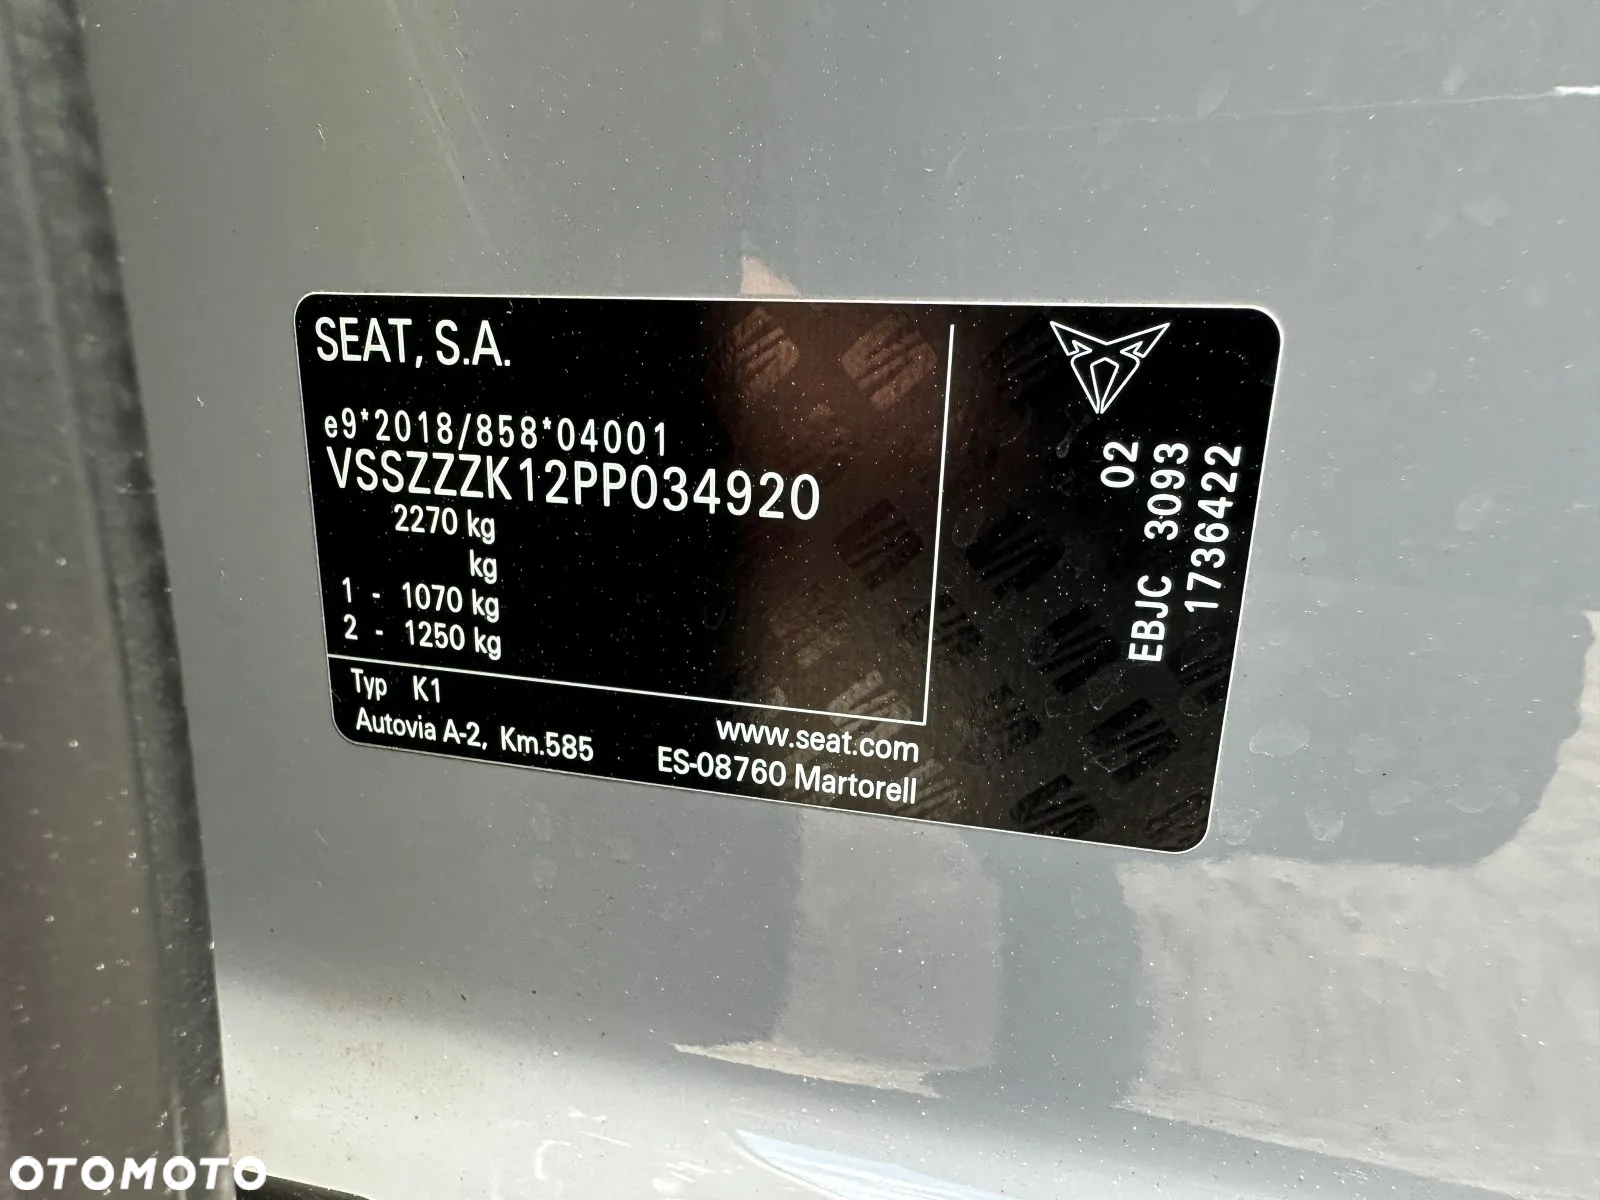 SEAT, S.A.
e9*2018/858*04001
VSSZZZK12PP034920
2270 kg
kg
1 - 1070 kg
2 - 1250 kg
Typ K1
www.seat.com
Autovia A-2, Km.585 ES-08760 Martorell
02
EBJC 3093
1736422
OTOMOTO